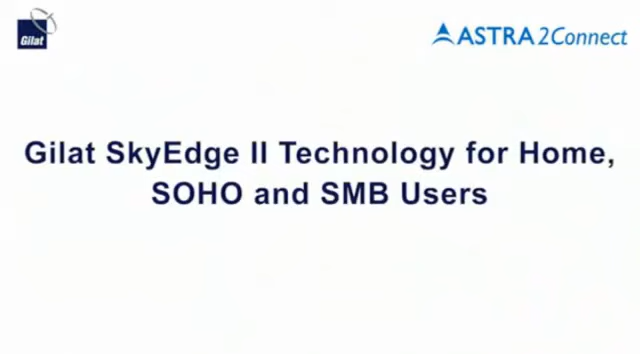 Gilat
ASTRA2Connect
Gilat SkyEdge II Technology for Home,
SOHO and SMB Users